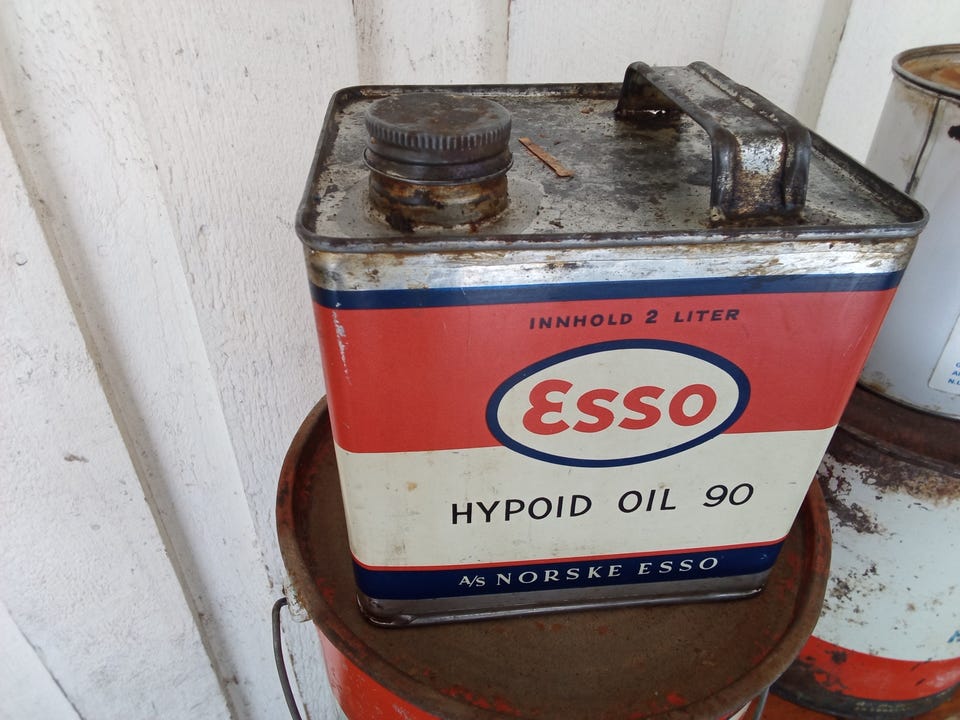 INNHOLD 2 LITER
Esso
HYPOID OIL 90
A/S NORSKE ESSO